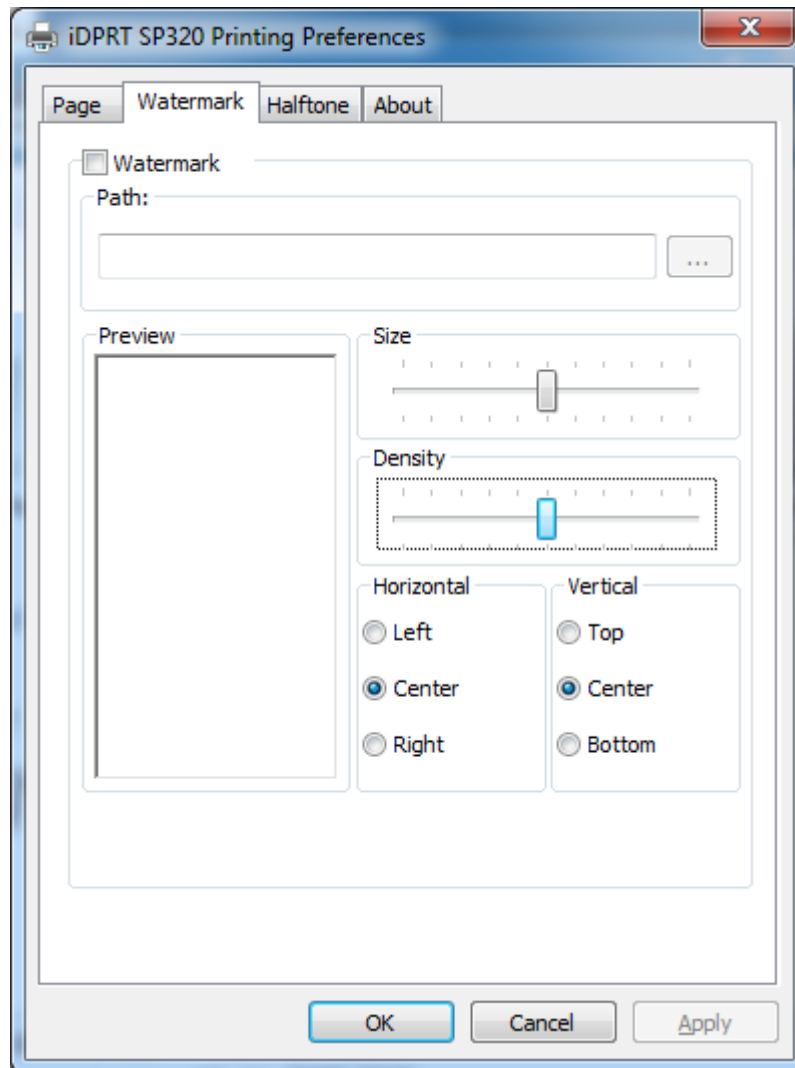 iDPRT SP320 Printing Preferences
Page Watermark Halftone About
Watermark
Path:
...
Preview
Size
Density
Horizontal
Left
Center
Right
Vertical
Top
Center
Bottom
OK Cancel Apply